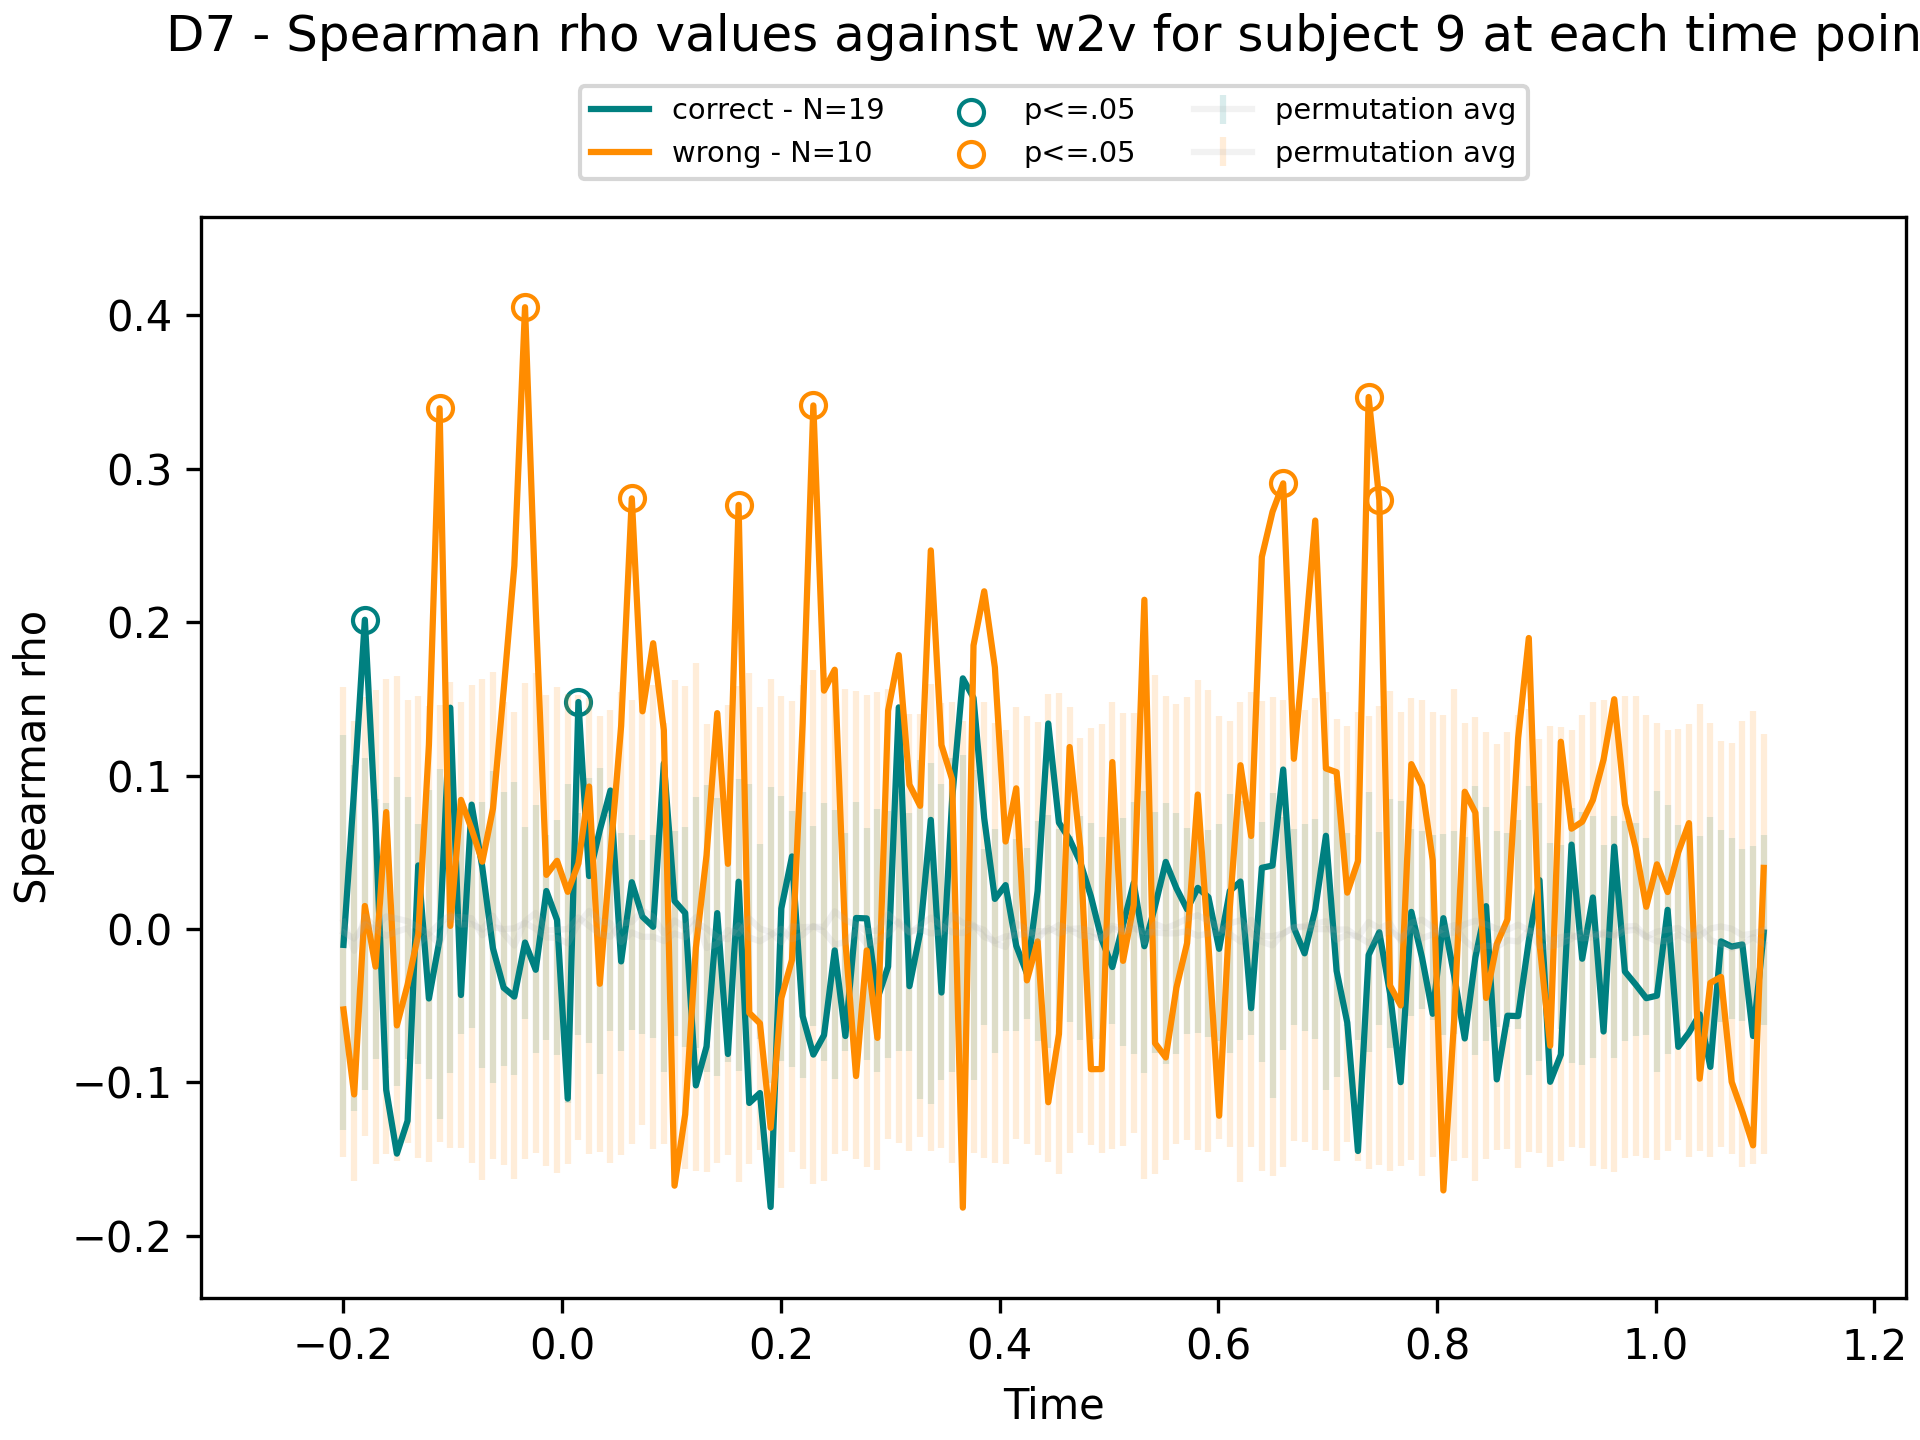 D7 - Spearman rho values against w2v for subject 9 at each time poin
correct - N=19
wrong - N=10
p<=.05
p<=.05
permutation avg
permutation avg
Spearman rho
0.4
0.3
0.2
0.1
0.0
−0.1
−0.2
−0.2 0.0 0.2 0.4 0.6 0.8 1.0 1.2
Time